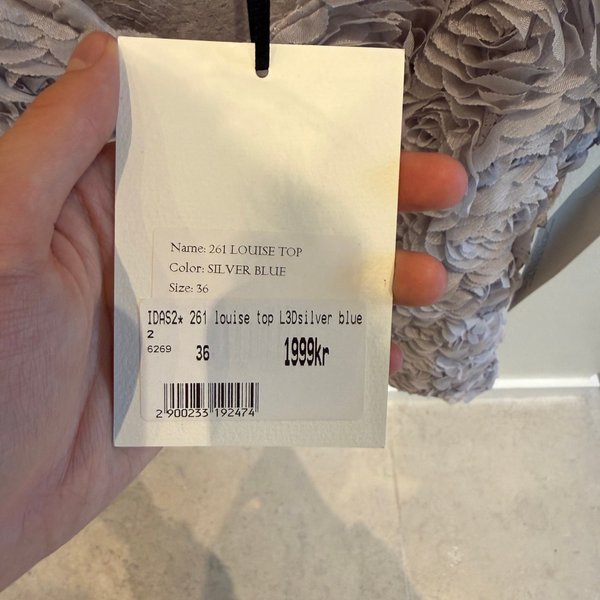 Name: 261 LOUISE TOP
Color: SILVER BLUE
Size: 36
IDAS2* 261 louise top L3Dsilver blue
2
6269 36 1999kr
2 900233 192474